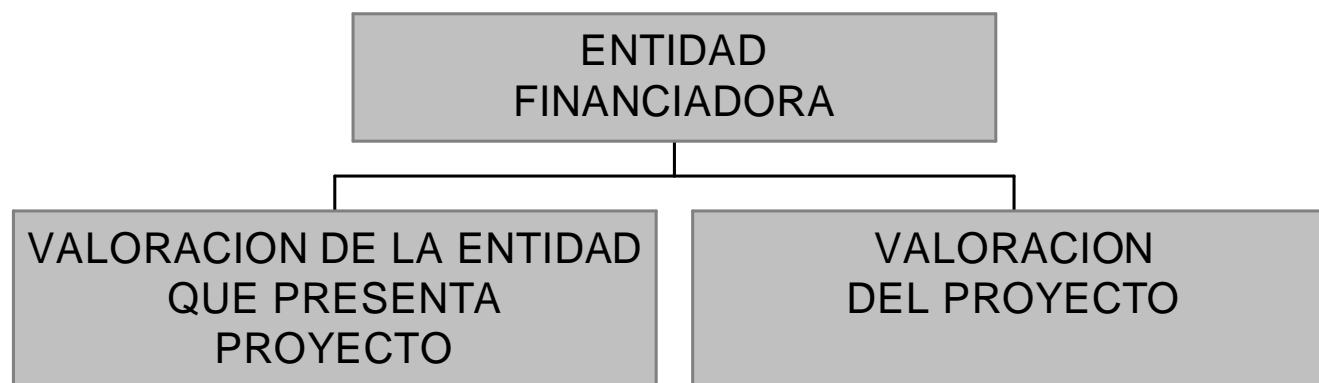 ENTIDAD
FINANCIADORA
VALORACION DE LA ENTIDAD
QUE PRESENTA
PROYECTO
VALORACION
DEL PROYECTO